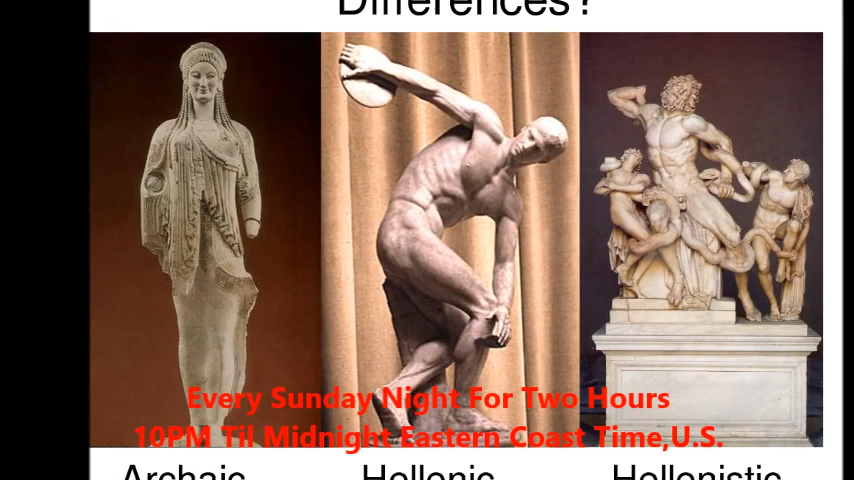 Differences?
Every Sunday Night For Two Hours
10PM Til Midnight Eastern Coast Time,U.S.
Archaic
Hellenic
Hellenistic